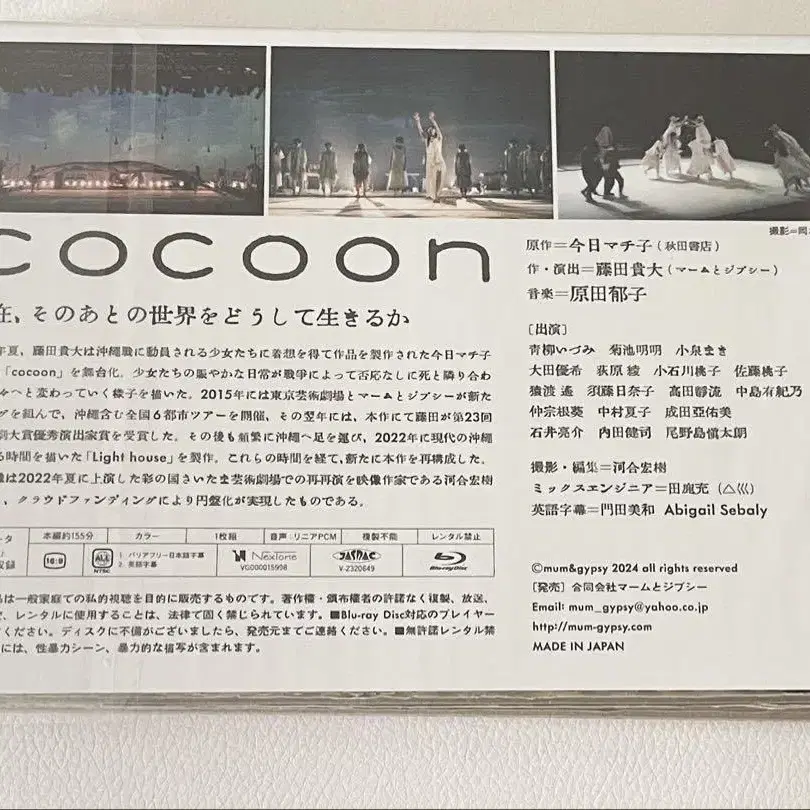 撮影=岡
cocoon
在、そのあとの世界をどうして生きるか
年夏、藤田貴大は沖縄戦に動員される少女たちに着想を得て作品を製作された今日マチ子
「cocoon」を舞台化。少女たちの賑やかな日常が戦争によって否応なしに死と隣り合わ
へと変わっていく様子を描いた。2015年には東京芸術劇場とマームとジプシーが新た
グを組んで、沖縄含む全国6都市ツアーを開催、その翌年には、本作にて藤田が第23回
劇大賞優秀演出家賞を受賞した。その後も頻繁に沖縄へ足を運び、2022年に現代の沖縄
る時間を描いた「Light house」を製作。これらの時間を経て、新たに本作を再構成した。
は2022年夏に上演した彩の国さいたま芸術劇場での再再演を映像作家である河合宏樹
、クラウドファンディングにより円盤化が実現したものである。
ータ
本編約155分
カラー
1枚組
音声:リニアPCM
複製不能
レンタル禁止
収録
16:9
ALL
NTSC
1. バリアフリー日本語字幕
2. 英語字幕
NexTone
VG000015998
JASRAC
V-2320649
Blu-ray Disc
品は一般家庭での私的視聴を目的に販売するものです。著作権・頒布権者の許諾なく複製、放送、
、レンタルに使用することは、法律で固く禁じられています。■Blu-ray Disc対応のプレイヤー
ください。ディスクに不備がございましたら、発売元までご連絡ください。■無許諾レンタル禁
には、性暴力シーン、暴力的な描写が含まれます。
原作=今日マチ子(秋田書店)
作・演出=藤田貴大(マームとジプシー)
音楽=原田郁子
[出演]
青柳いづみ 菊池明明 小泉まき
大田優希 荻原綾 小石川桃子 佐藤桃子
猿渡遥 須藤日奈子 高田静流 中島有紀乃
仲宗根葵 中村夏子 成田亜佑美
石井亮介 内田健司 尾野島慎太朗
撮影・編集=河合宏樹
ミックスエンジニア=田鹿充
英語字幕=門田美和 Abigail Sebaly
©mum&gypsy 2024 all rights reserved
[発売] 合同会社マームとジプシー
Email: mum_gypsy@yahoo.co.jp
http://mum-gypsy.com
MADE IN JAPAN